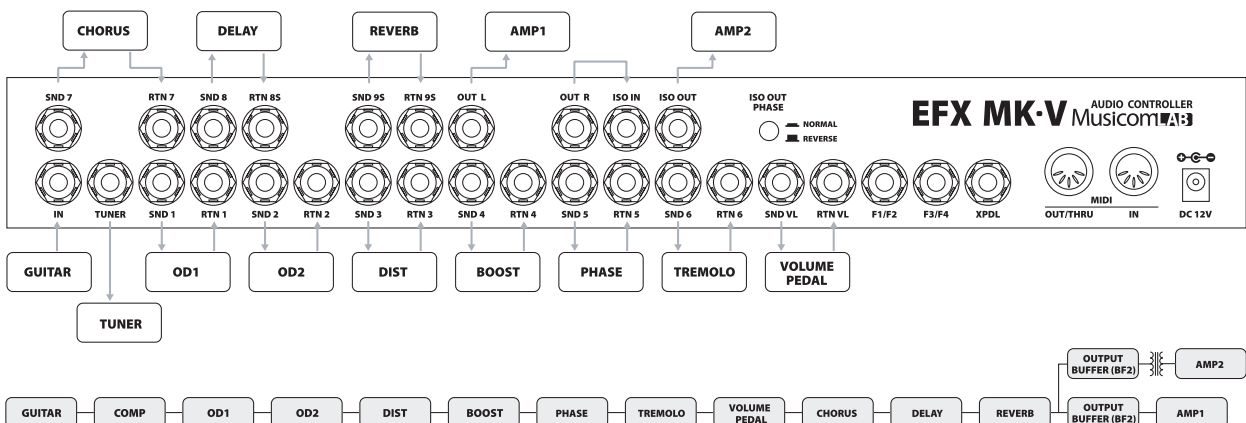 CHORUS DELAY REVERB AMP1 AMP2
SND 7 RTN 7 SND 8 RTN 8S SND 9S RTN 9S OUT L OUT R ISO IN ISO OUT
ISO OUT
PHASE
NORMAL
REVERSE
EFX MK·V AUDIO CONTROLLER
MusicomLAB
IN TUNER SND 1 RTN 1 SND 2 RTN 2 SND 3 RTN 3 SND 4 RTN 4 SND 5 RTN 5 SND 6 RTN 6 SND VL RTN VL F1/F2 F3/F4 XPDL
MIDI
OUT/THRU IN DC 12V
GUITAR OD1 OD2 DIST BOOST PHASE TREMOLO VOLUME
PEDAL
TUNER
OUTPUT
BUFFER (BF2) AMP2
GUITAR COMP OD1 OD2 DIST BOOST PHASE TREMOLO VOLUME
PEDAL CHORUS DELAY REVERB OUTPUT
BUFFER (BF2) AMP1